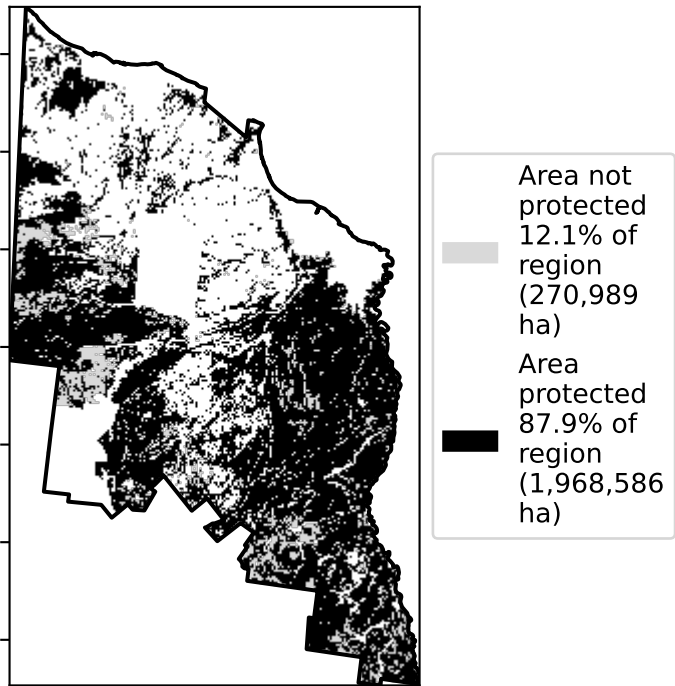 Area not
protected
12.1% of
region
(270,989
ha)
Area
protected
87.9% of
region
(1,968,586
ha)